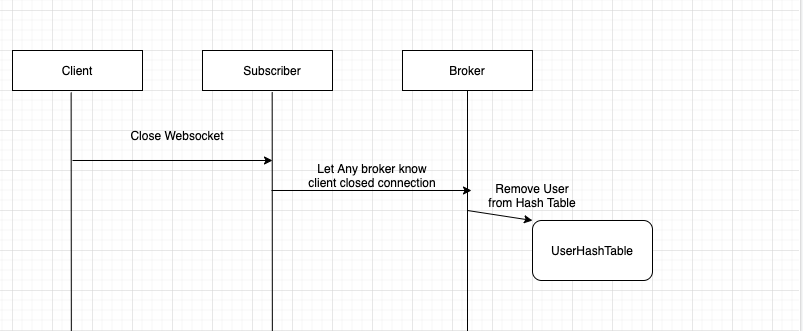 Client
Subscriber
Broker
Close Websocket
Let Any broker know
client closed connection
Remove User
from Hash Table
UserHashTable